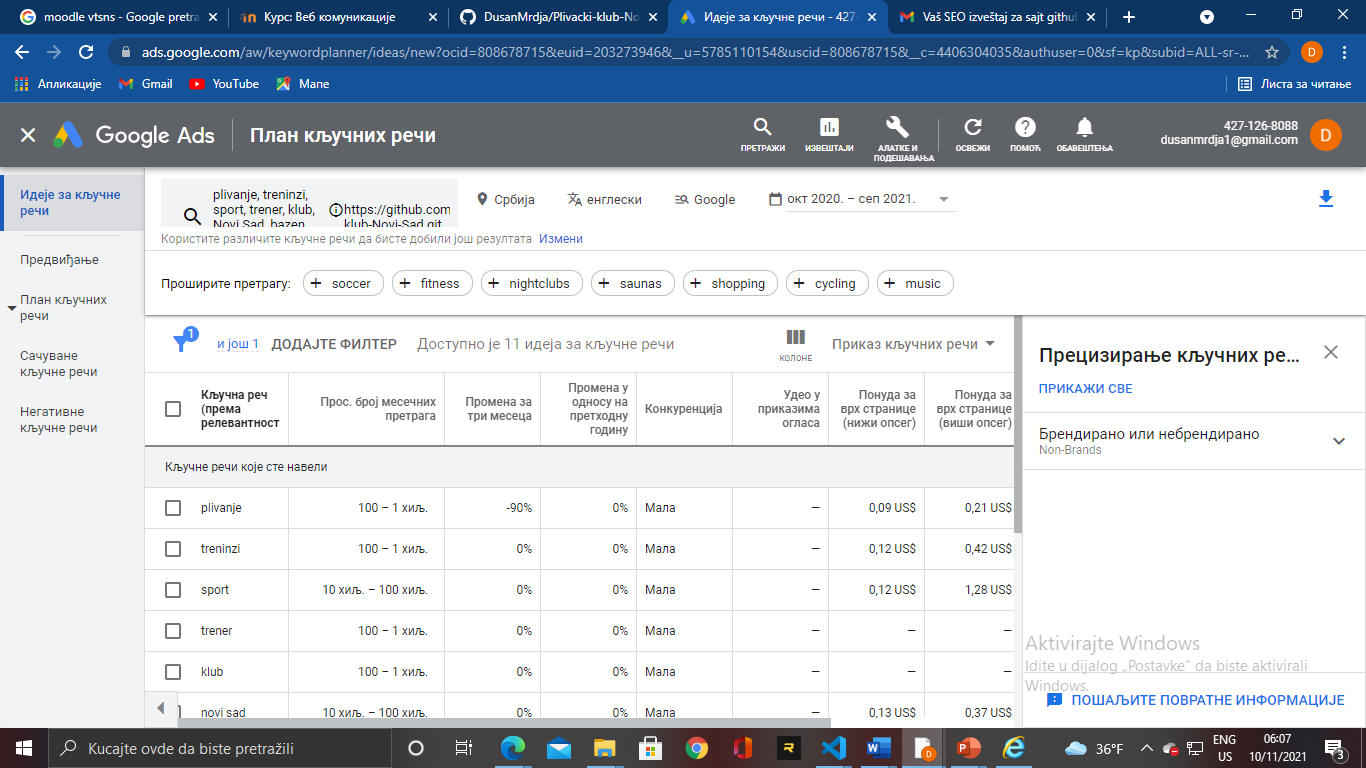 moodle vtsns - Google pretra
Курс: Веб комуникације
DusanMrdja/Plivacki-klub-No
Идеје за кључне речи - 427-
Vaš SEO izveštaj za sajt github
ads.google.com/aw/keywordplanner/ideas/new?ocid=808678715&euid=203273946&__u=5785110154&uscid=808678715&__c=4406304035&authuser=0&sf=kp&subid=ALL-sr-...
D
Апликације
Gmail
YouTube
Мапе
Листа за читање
Google Ads
План кључних речи
ПРЕТРАЖИ
ИЗВЕШТАЈИ
АЛАТКЕ И
ПОДЕШАВАЊА
ОСВЕЖИ
ПОМОЋ
ОБАВЕШТЕЊА
427-126-8088
dusanmrdja1@gmail.com
D
Идеје за кључне
речи
Предвиђање
План кључних
речи
Сачуване
кључне речи
Негативне
кључне речи
plivanje, treninzi,
sport, trener, klub,
Novi Sad, bazen
https://github.com
klub-Novi-Sad.git
Србија
енглески
Google
окт 2020. – сеп 2021.
Користите различите кључне речи да бисте добили још резултата Измени
Проширите претрагу:
soccer
fitness
nightclubs
saunas
shopping
cycling
music
1
и још 1
ДОДАЈТЕ ФИЛТЕР
Доступно је 11 идеја за кључне речи
КОЛОНЕ
Приказ кључних речи
Кључна реч
(према
релевантност
Прос. број месечних
претрага
Промена за
три месеца
Промена у
односу на
претходну
годину
Конкуренција
Удео у
приказима
огласа
Понуда за
врх странице
(нижи опсег)
Понуда за
врх странице
(виши опсег)
Кључне речи које сте навели
plivanje 100 – 1 хиљ. -90% 0% Мала – 0,09 US$ 0,21 US$
treninzi 100 – 1 хиљ. 0% 0% Мала – 0,12 US$ 0,42 US$
sport 10 хиљ. – 100 хиљ. 0% 0% Мала – 0,12 US$ 1,28 US$
trener 100 – 1 хиљ. 0% 0% Мала – – –
klub 100 – 1 хиљ. 0% 0% Мала – – –
novi sad 10 хиљ. – 100 хиљ. 0% 0% Мала – 0,13 US$ 0,37 US$
Прецизирање кључних ре...
ПРИКАЖИ СВЕ
Брендирано или небрендирано
Non-Brands
Aktivirajte Windows
Idite u dijalog „Postavke“ da biste aktivirali
Windows.
ПОШАЉИТЕ ПОВРАТНЕ ИНФОРМАЦИЈЕ
Kucajte ovde da biste pretražili
36°F
ENG
US
06:07
10/11/2021
3